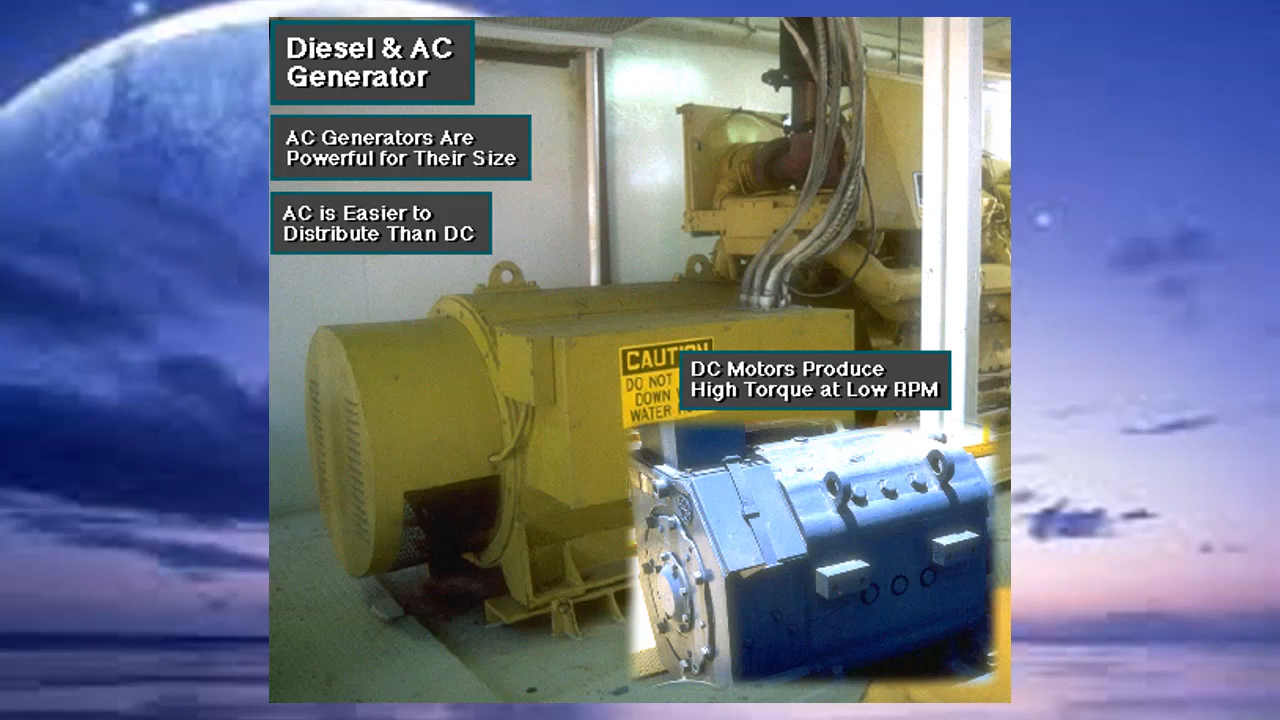 Diesel & AC
Generator
AC Generators Are
Powerful for Their Size
AC is Easier to
Distribute Than DC
CAUTION
DO NOT
DOWN
WATER
DC Motors Produce
High Torque at Low RPM